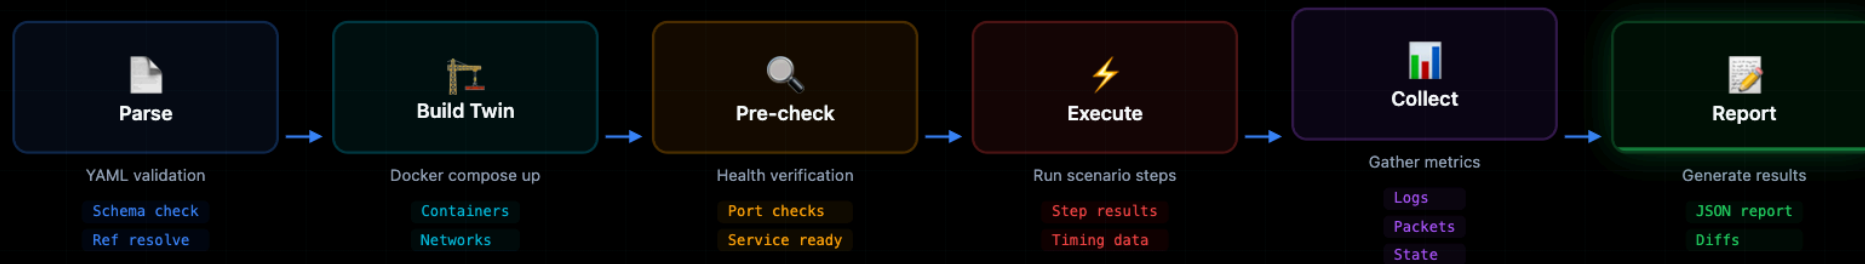 Parse
YAML validation
Schema check
Ref resolve
Build Twin
Docker compose up
Containers
Networks
Pre-check
Health verification
Port checks
Service ready
Execute
Run scenario steps
Step results
Timing data
Collect
Gather metrics
Logs
Packets
State
Report
Generate results
JSON report
Diffs